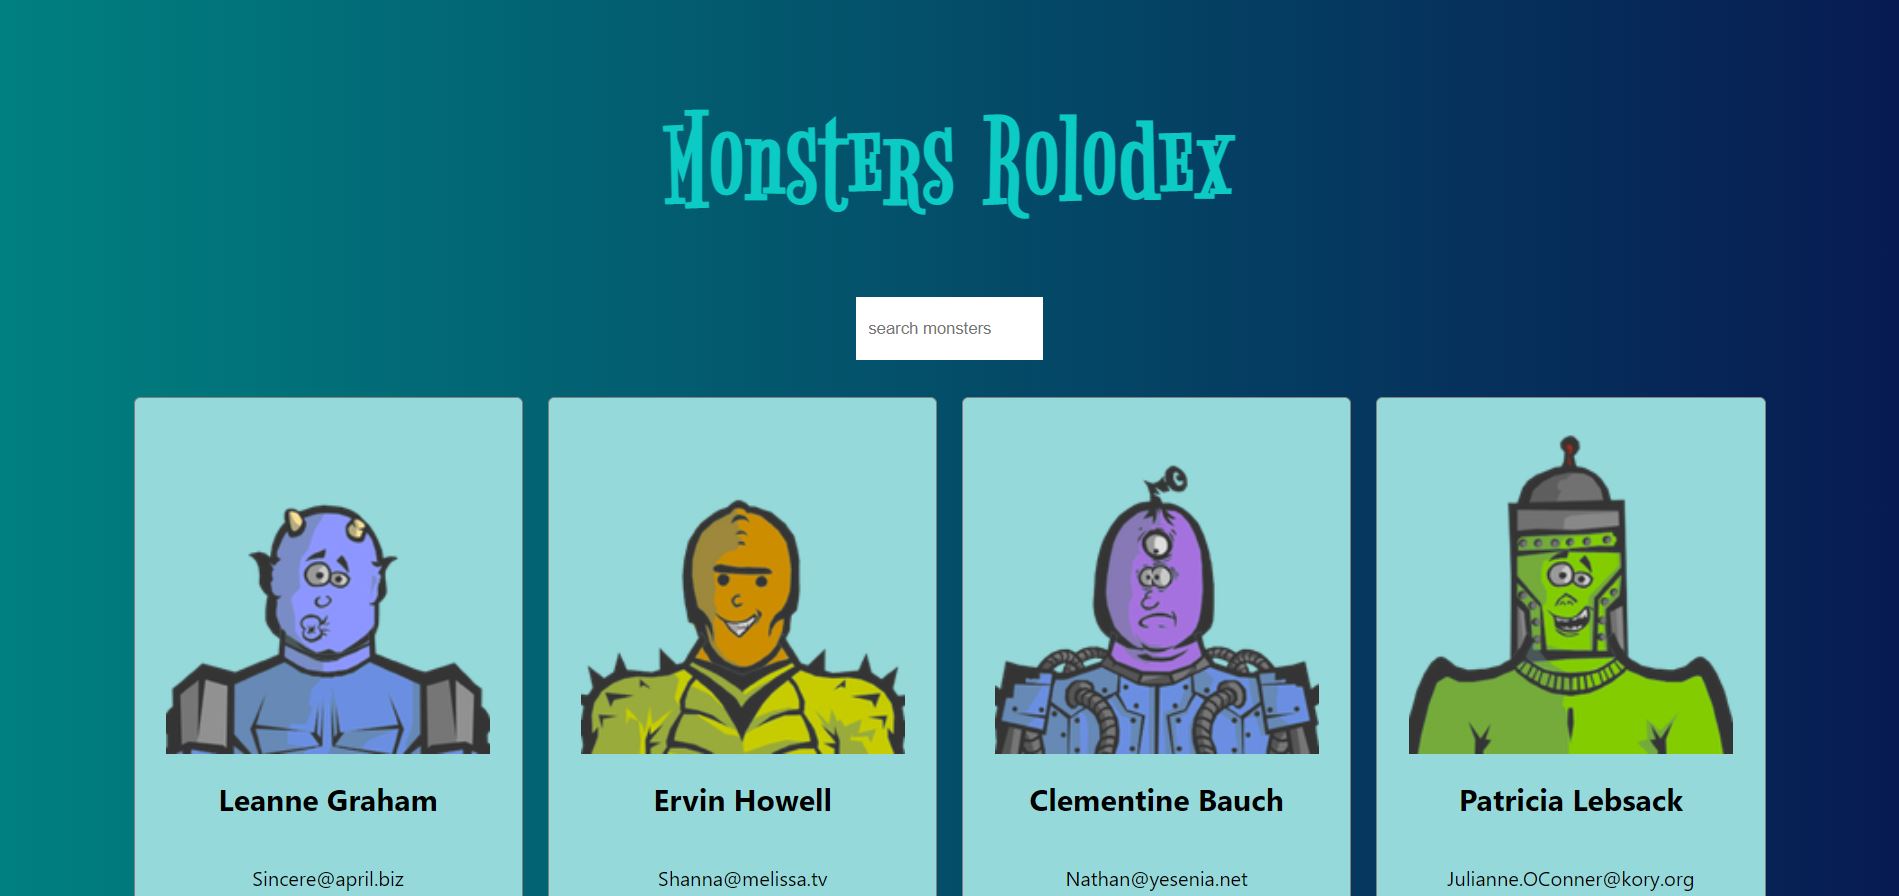 Monsters Rolodex
search monsters
Leanne Graham
Ervin Howell
Clementine Bauch
Patricia Lebsack
Sincere@april.biz
Shanna@melissa.tv
Nathan@yesenia.net
Julianne.OConner@kory.org